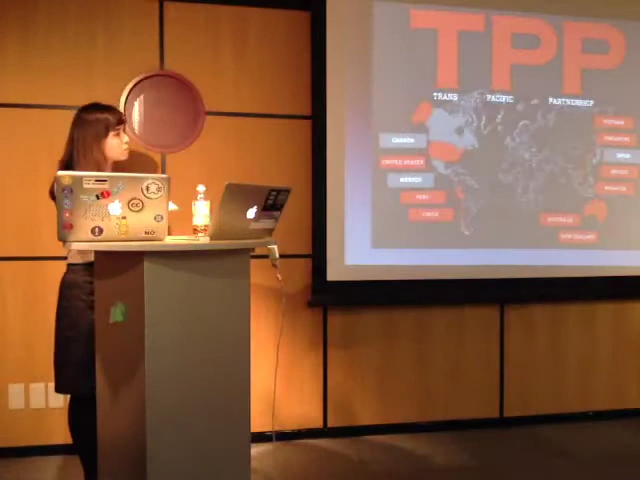 TPP
TRANS PACIFIC PARTNERSHIP
CANADA
UNITED STATES
MEXICO
PERU
CHILE
VIETNAM
SINGAPORE
JAPAN
BRUNEI
MALAYSIA
AUSTRALIA
NEW ZEALAND
CC
NO